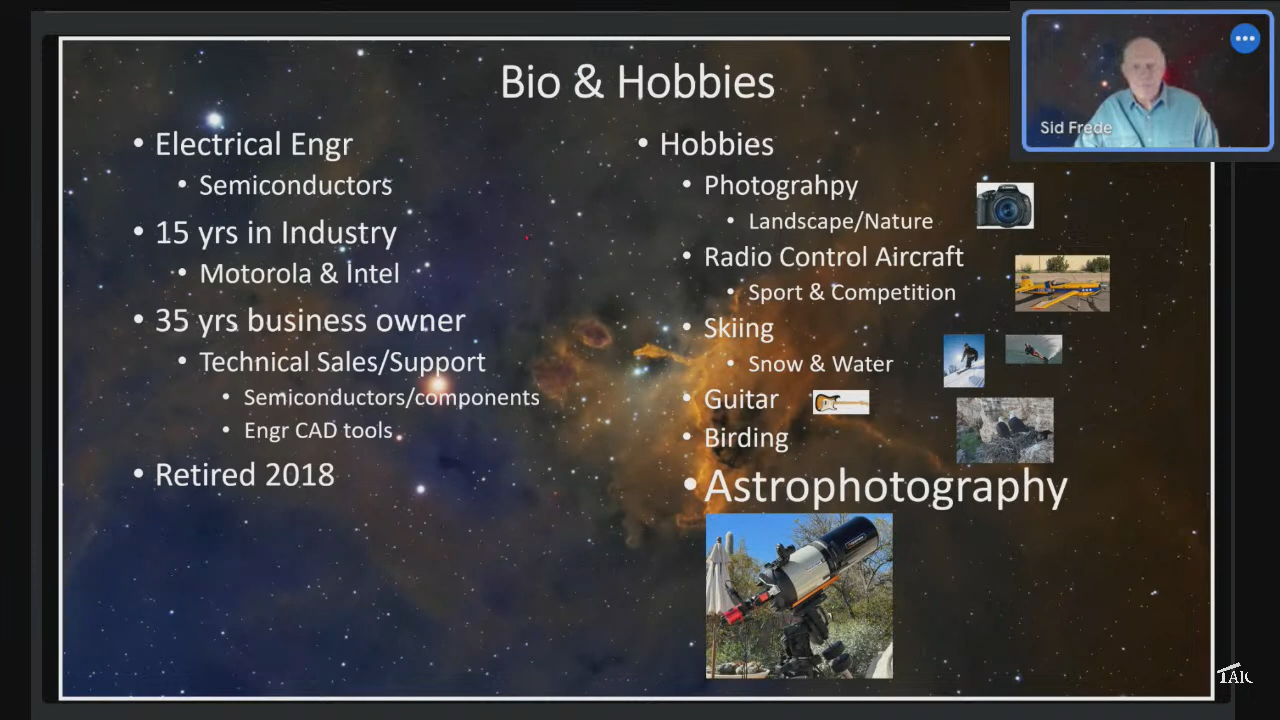 Bio & Hobbies
• Electrical Engr
• Semiconductors
• 15 yrs in Industry
• Motorola & Intel
• 35 yrs business owner
• Technical Sales/Support
• Semiconductors/components
• Engr CAD tools
• Retired 2018
• Hobbies
• Photograhpy
• Landscape/Nature
• Radio Control Aircraft
• Sport & Competition
• Skiing
• Snow & Water
• Guitar
• Birding
• Astrophotography
Sid Frede